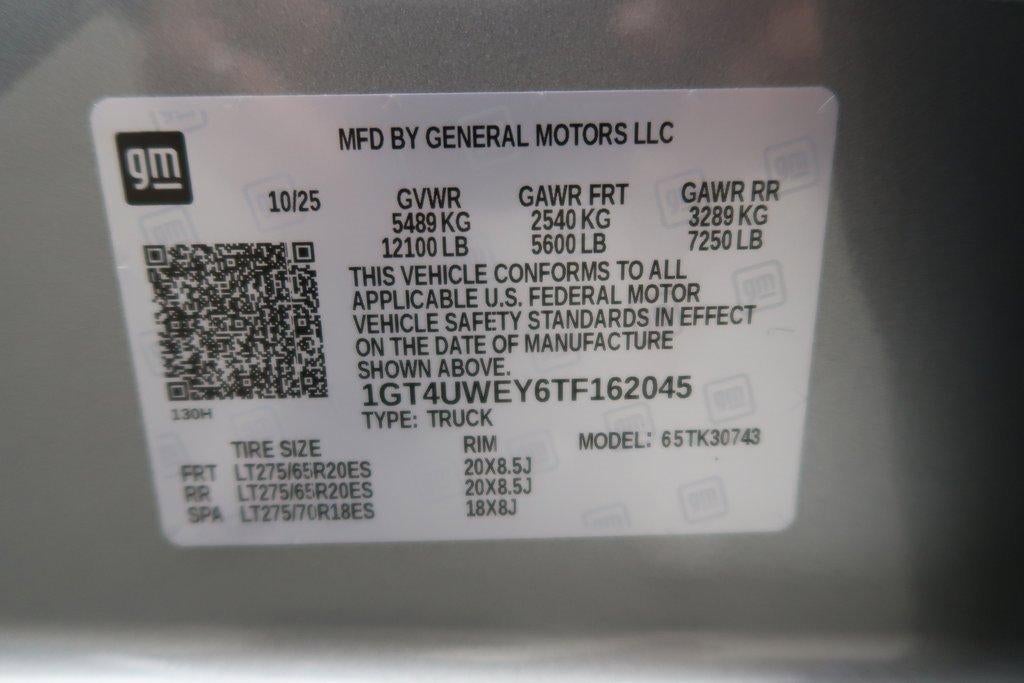 gm
MFD BY GENERAL MOTORS LLC
10/25 GVWR GAWR FRT GAWR RR
5489 KG 2540 KG 3289 KG
12100 LB 5600 LB 7250 LB
THIS VEHICLE CONFORMS TO ALL
APPLICABLE U.S. FEDERAL MOTOR
VEHICLE SAFETY STANDARDS IN EFFECT
ON THE DATE OF MANUFACTURE
SHOWN ABOVE.
1GT4UWEY6TF162045
130H
TYPE: TRUCK
TIRE SIZE RIM MODEL: 65TK30743
FRT LT275/65R20ES 20X8.5J
RR LT275/65R20ES 20X8.5J
SPA LT275/70R18ES 18X8J